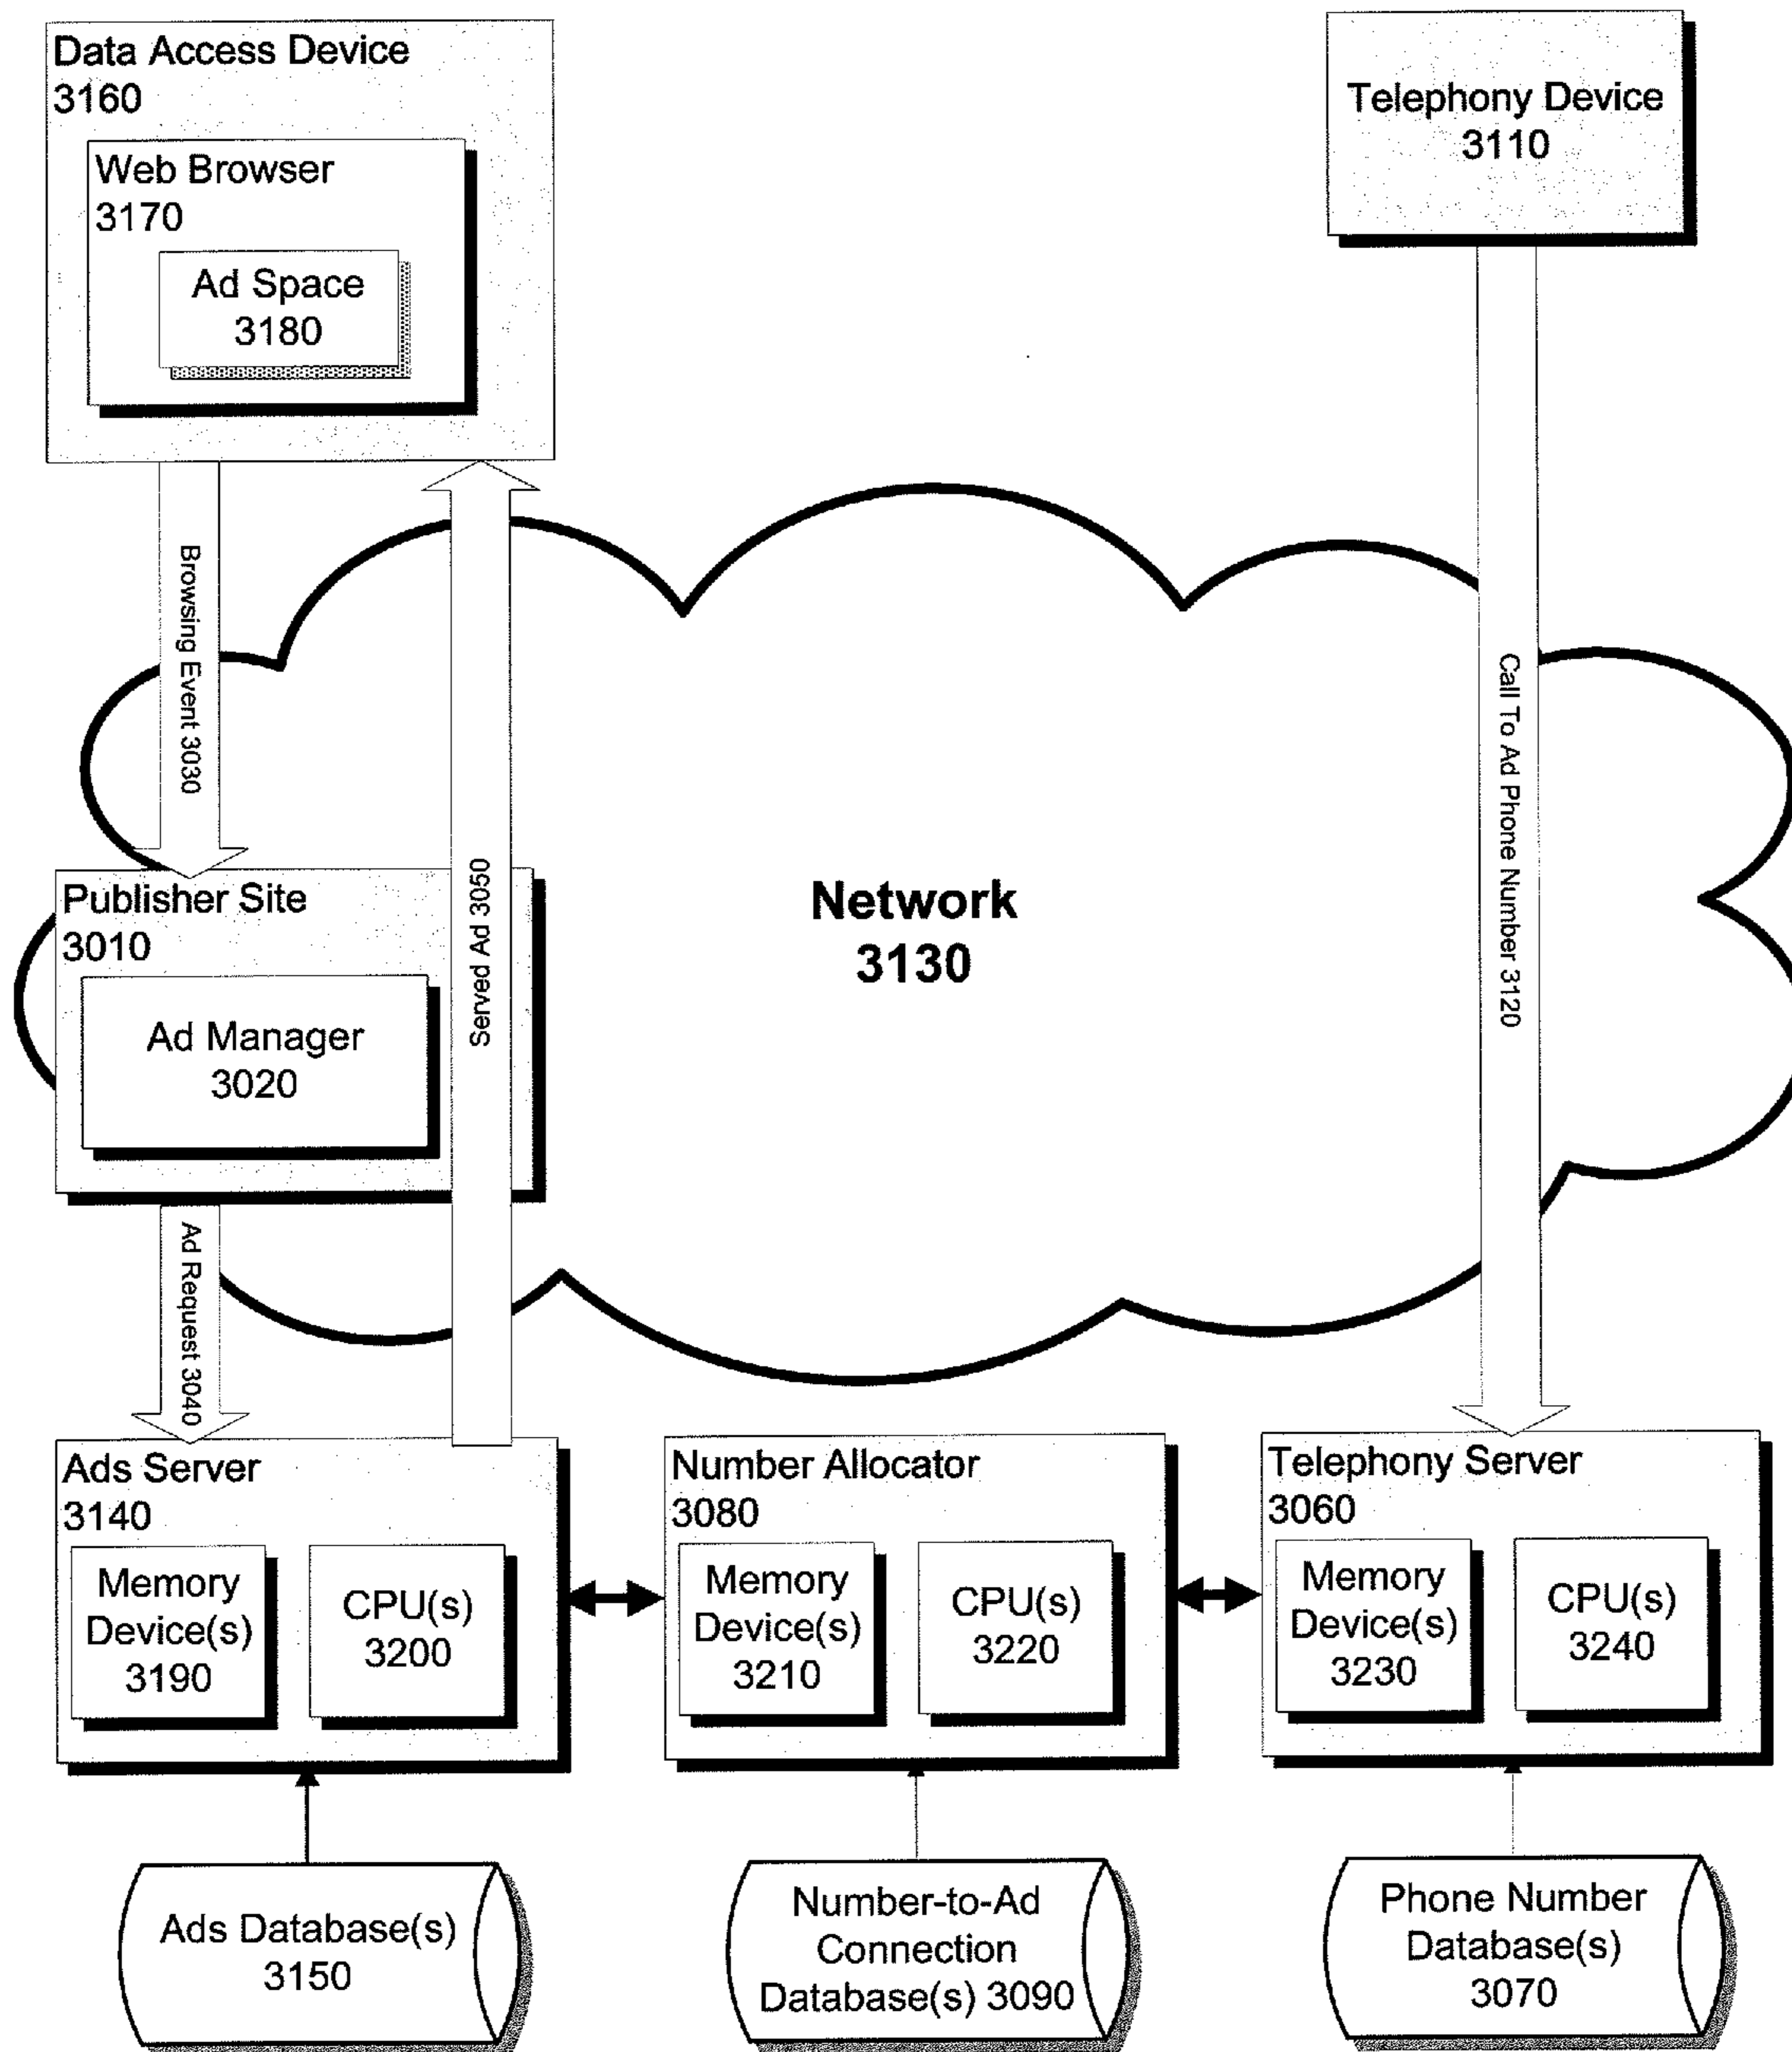 Data Access Device
3160
Web Browser
3170
Ad Space
3180
Telephony Device
3110
Browsing Event 3030
Served Ad 3050
Call To Ad Phone Number 3120
Publisher Site
3010
Ad Manager
3020
Network
3130
Ad Request 3040
Ads Server
3140
Memory
Device(s)
3190
CPU(s)
3200
Number Allocator
3080
Memory
Device(s)
3210
CPU(s)
3220
Telephony Server
3060
Memory
Device(s)
3230
CPU(s)
3240
Ads Database(s)
3150
Number-to-Ad
Connection
Database(s) 3090
Phone Number
Database(s)
3070